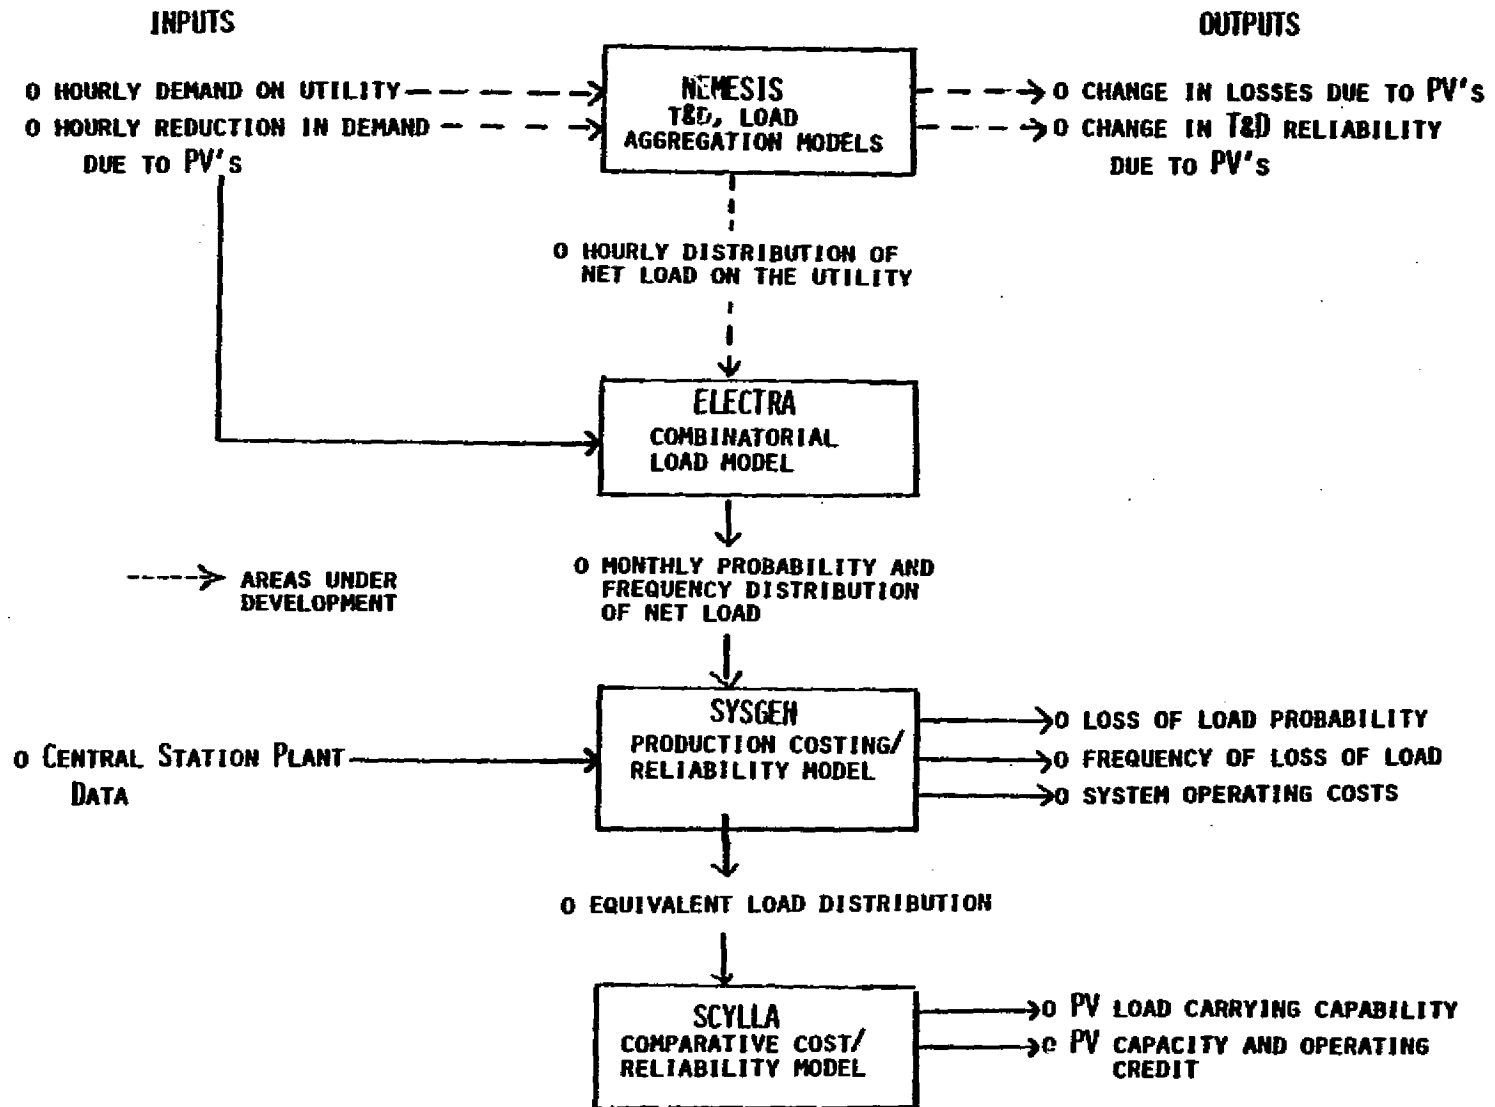 INPUTS
OUTPUTS
O HOURLY DEMAND ON UTILITY
O HOURLY REDUCTION IN DEMAND
DUE TO PV'S
NEMESIS
T&D, LOAD
AGGREGATION MODELS
O CHANGE IN LOSSES DUE TO PV'S
O CHANGE IN T&D RELIABILITY
DUE TO PV'S
O HOURLY DISTRIBUTION OF
NET LOAD ON THE UTILITY
ELECTRA
COMBINATORIAL
LOAD MODEL
AREAS UNDER
DEVELOPMENT
O MONTHLY PROBABILITY AND
FREQUENCY DISTRIBUTION
OF NET LOAD
O CENTRAL STATION PLANT
DATA
SYSGEN
PRODUCTION COSTING/
RELIABILITY MODEL
O LOSS OF LOAD PROBABILITY
O FREQUENCY OF LOSS OF LOAD
O SYSTEM OPERATING COSTS
O EQUIVALENT LOAD DISTRIBUTION
SCYLLA
COMPARATIVE COST/
RELIABILITY MODEL
O PV LOAD CARRYING CAPABILITY
O PV CAPACITY AND OPERATING
CREDIT